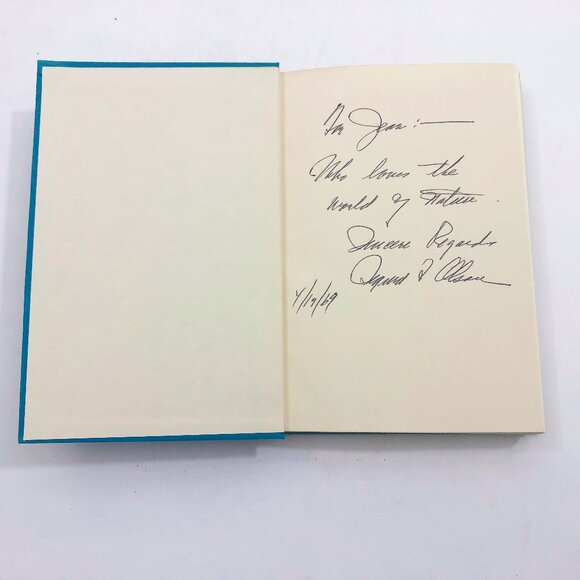 For Jean:—
Who loves the
World of Nature.
Sincere Regards
Sigurd F Olson
4/19/69